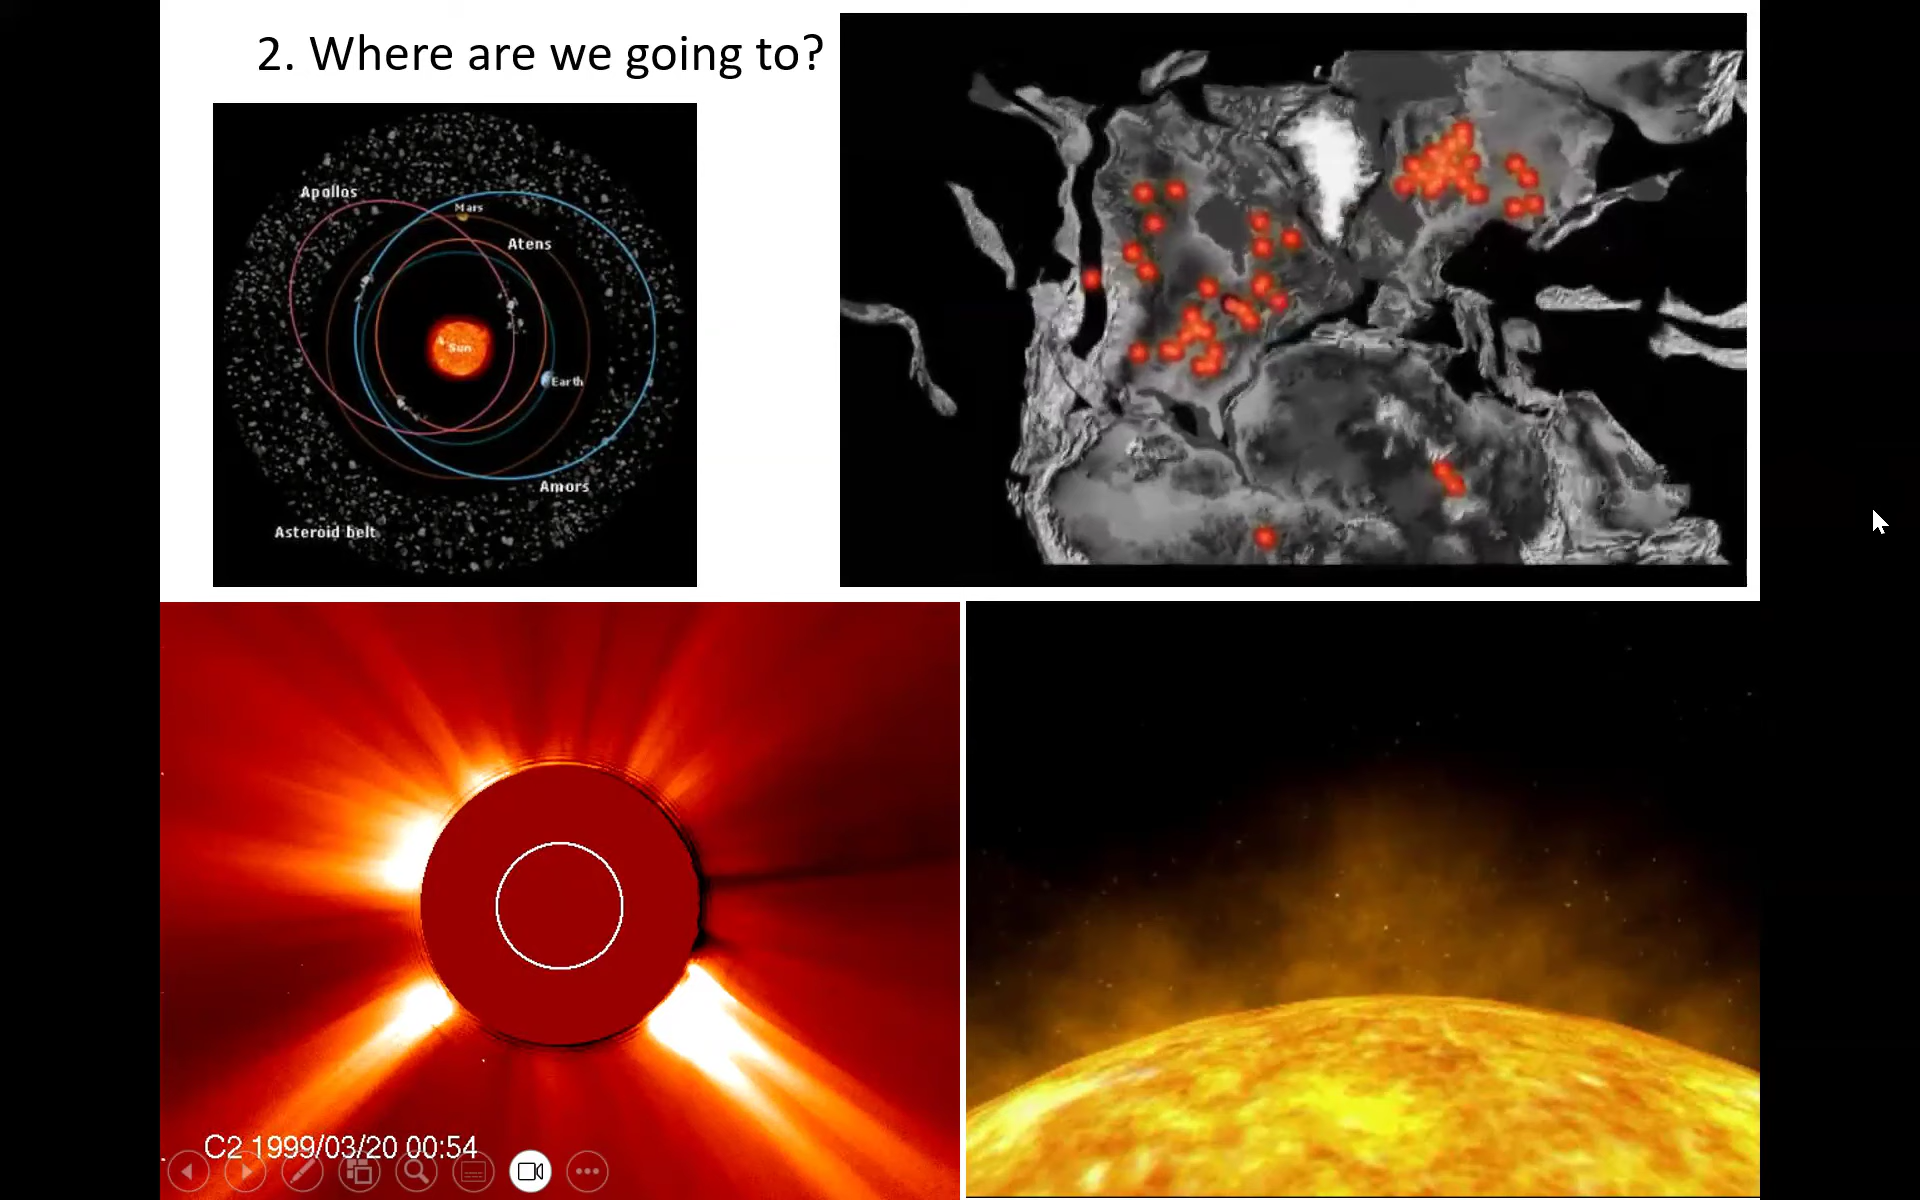 2. Where are we going to?
Apollos
Mars
Atens
Sun
Earth
Amors
Asteroid belt
C2 1999/03/20 00:54